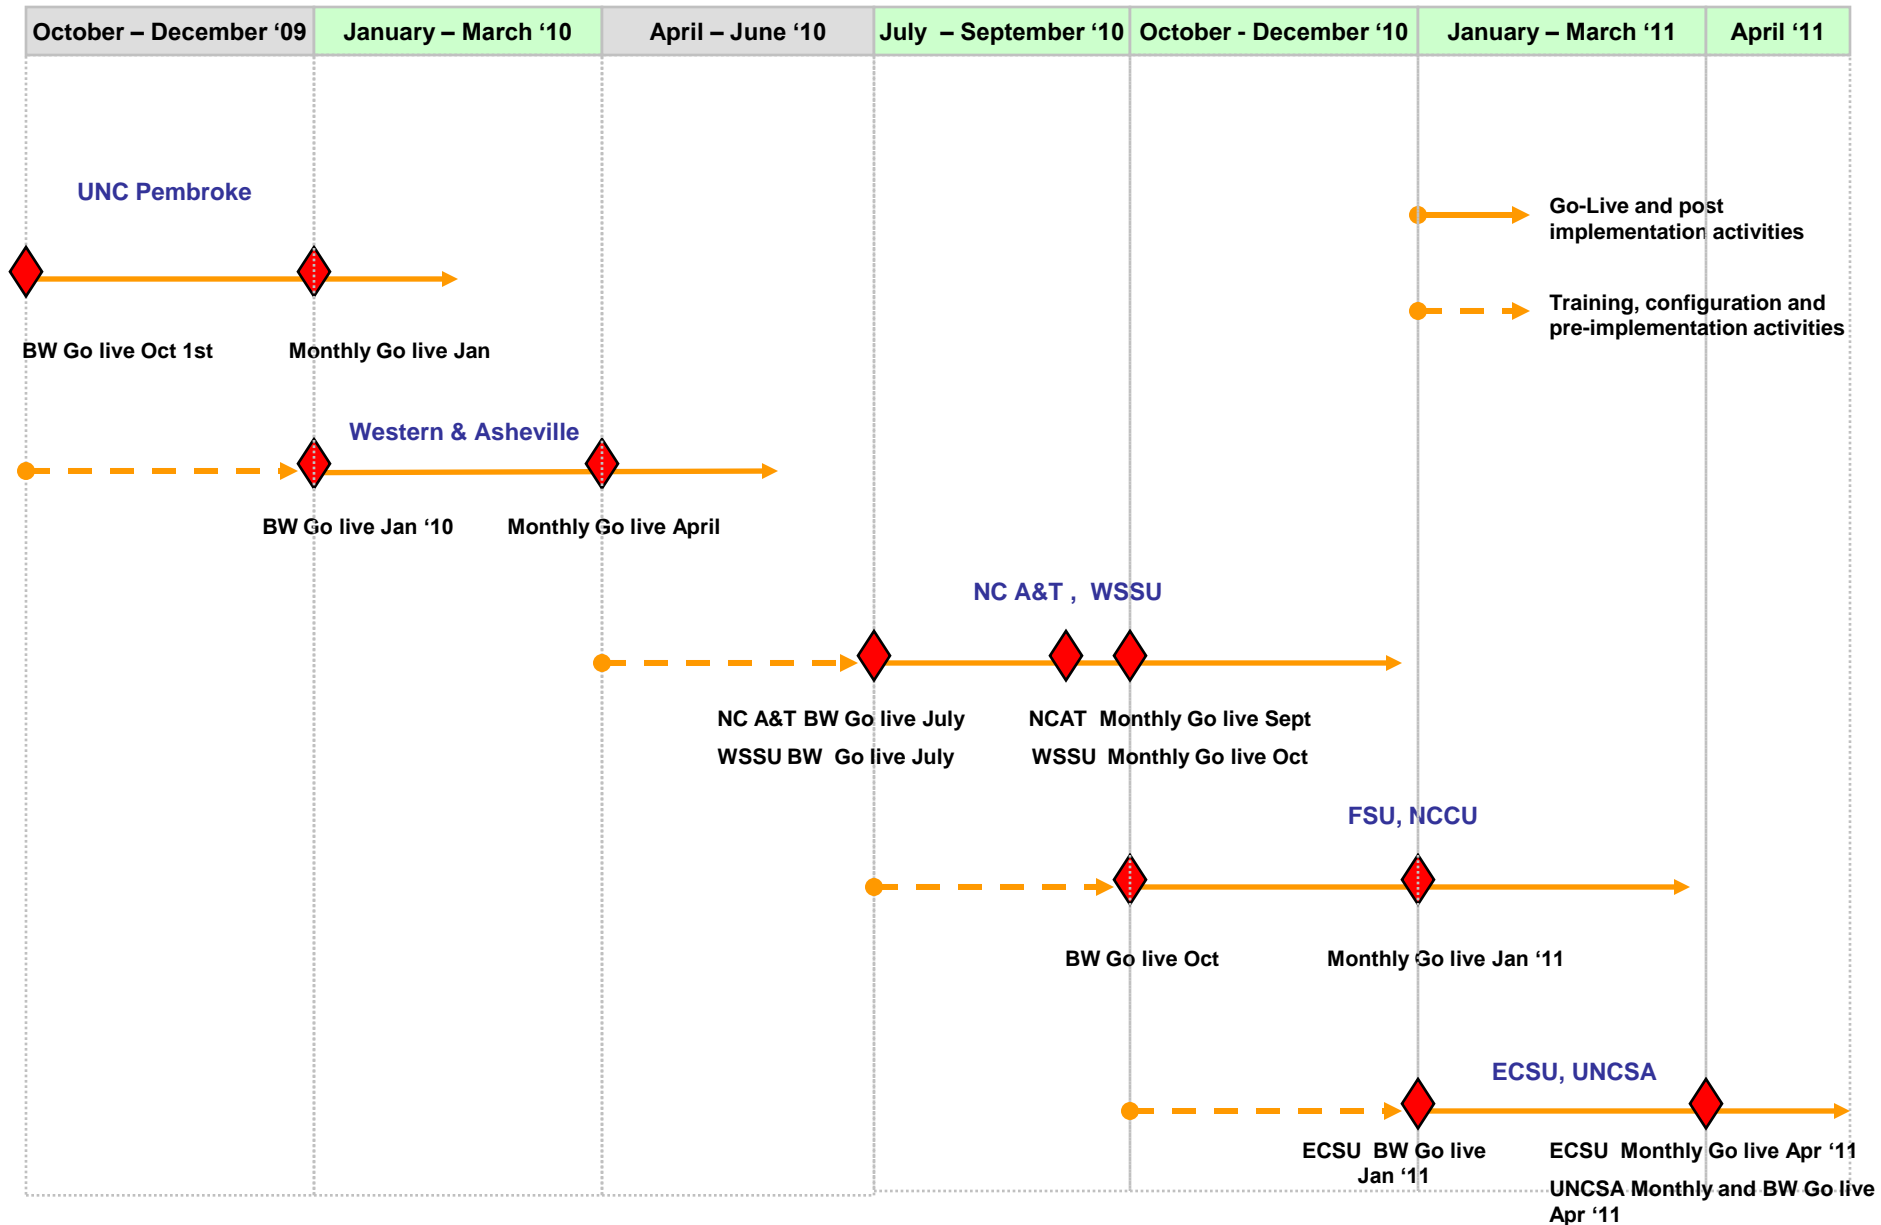 October – December ‘09
January – March ‘10
April – June ‘10
July – September ‘10
October - December ‘10
January – March ‘11
April ‘11
UNC Pembroke
Go-Live and post
implementation activities
Training, configuration and
pre-implementation activities
BW Go live Oct 1st
Monthly Go live Jan
Western & Asheville
BW Go live Jan ‘10
Monthly Go live April
NC A&T , WSSU
NC A&T BW Go live July
NCAT Monthly Go live Sept
WSSU BW Go live July
WSSU Monthly Go live Oct
FSU, NCCU
BW Go live Oct
Monthly Go live Jan ‘11
ECSU, UNCSA
ECSU BW Go live
Jan ‘11
ECSU Monthly Go live Apr ‘11
UNCSA Monthly and BW Go live
Apr ‘11